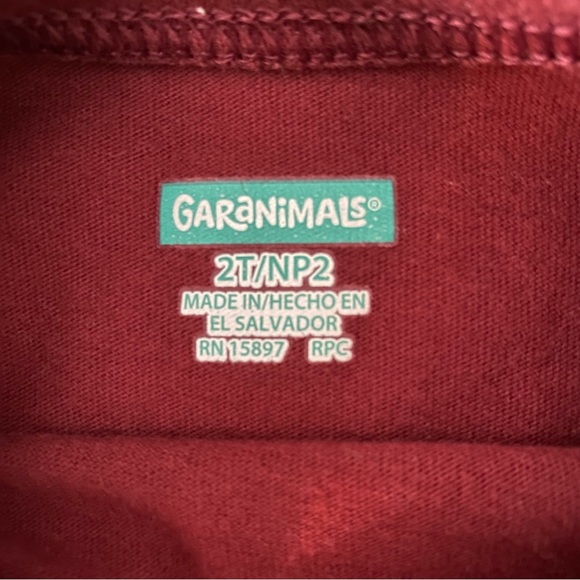 GARANiMALS®
2T/NP2
MADE IN/HECHO EN
EL SALVADOR
RN 15897 RPC